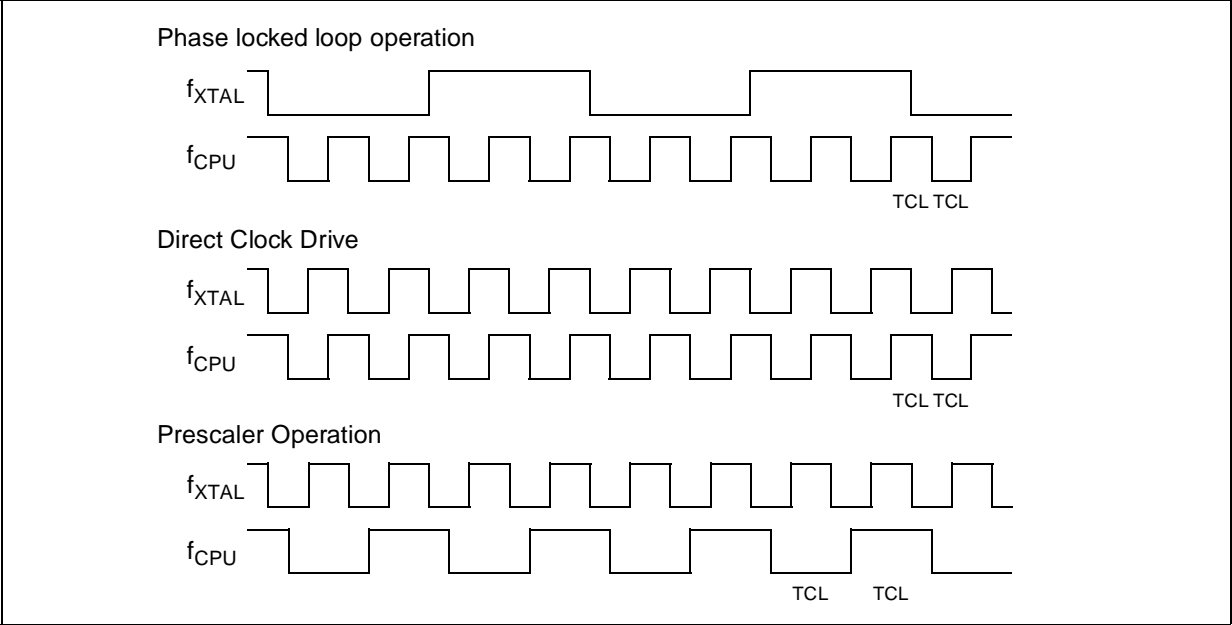 Phase locked loop operation
fXTAL
fCPU
TCL TCL
Direct Clock Drive
fXTAL
fCPU
TCL TCL
Prescaler Operation
fXTAL
fCPU
TCL TCL